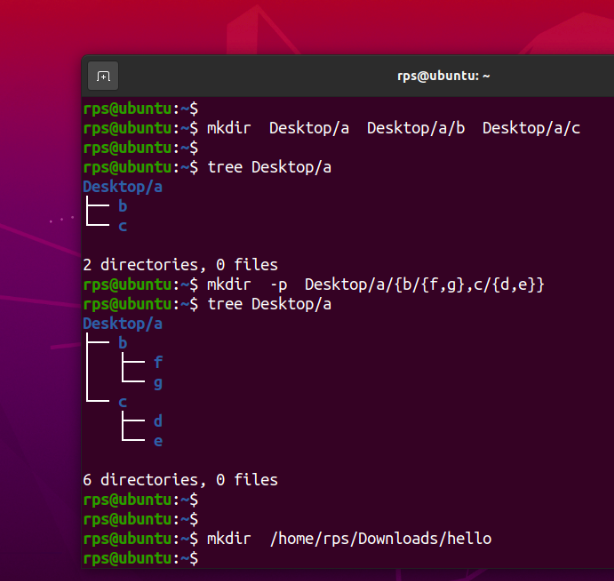 rps@ubuntu: ~
rps@ubuntu:~$
rps@ubuntu:~$ mkdir  Desktop/a  Desktop/a/b  Desktop/a/c
rps@ubuntu:~$
rps@ubuntu:~$ tree Desktop/a
Desktop/a
├── b
└── c

2 directories, 0 files
rps@ubuntu:~$ mkdir  -p  Desktop/a/{b/{f,g},c/{d,e}}
rps@ubuntu:~$ tree Desktop/a
Desktop/a
├── b
│   ├── f
│   └── g
└── c
    ├── d
    └── e

6 directories, 0 files
rps@ubuntu:~$
rps@ubuntu:~$
rps@ubuntu:~$ mkdir  /home/rps/Downloads/hello
rps@ubuntu:~$